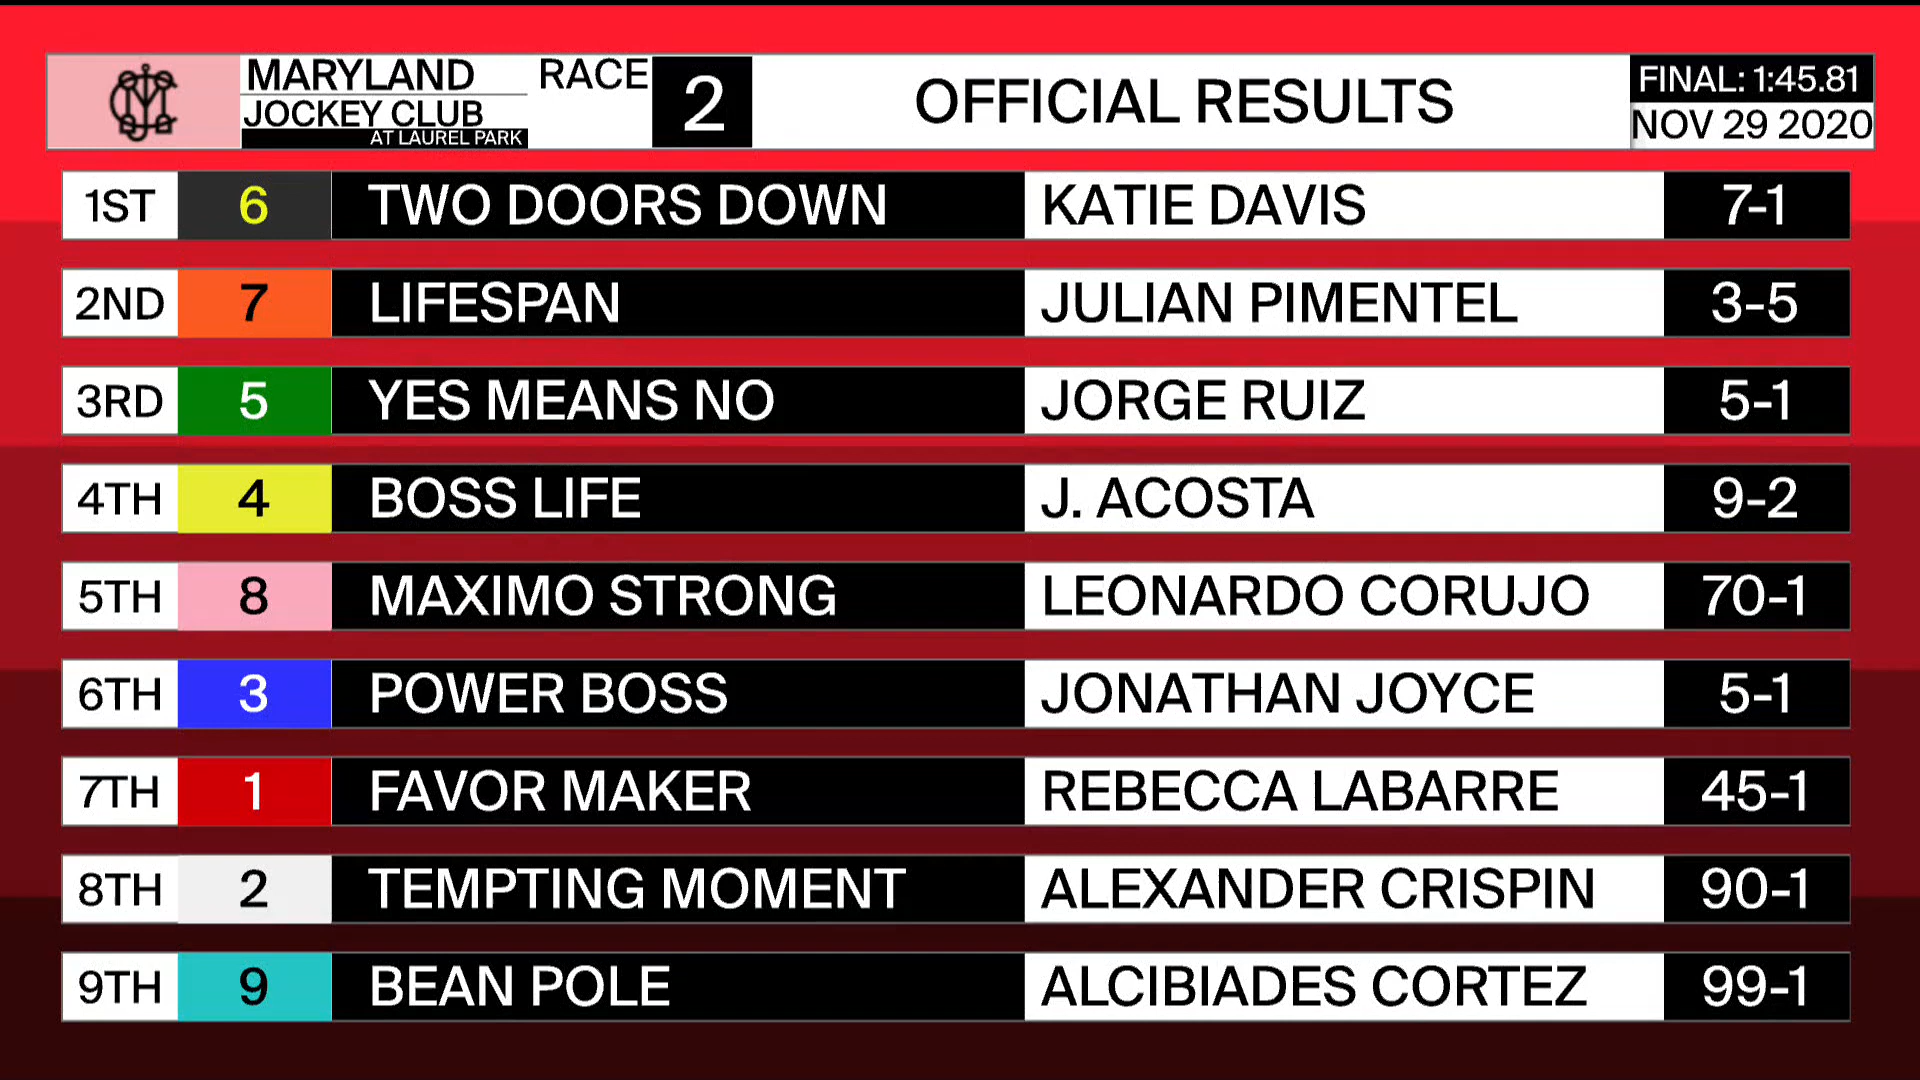 MARYLAND
JOCKEY CLUB
AT LAUREL PARK
RACE 2
OFFICIAL RESULTS
FINAL: 1:45.81
NOV 29 2020
1ST 6 TWO DOORS DOWN KATIE DAVIS 7-1
2ND 7 LIFESPAN JULIAN PIMENTEL 3-5
3RD 5 YES MEANS NO JORGE RUIZ 5-1
4TH 4 BOSS LIFE J. ACOSTA 9-2
5TH 8 MAXIMO STRONG LEONARDO CORUJO 70-1
6TH 3 POWER BOSS JONATHAN JOYCE 5-1
7TH 1 FAVOR MAKER REBECCA LABARRE 45-1
8TH 2 TEMPTING MOMENT ALEXANDER CRISPIN 90-1
9TH 9 BEAN POLE ALCIBIADES CORTEZ 99-1